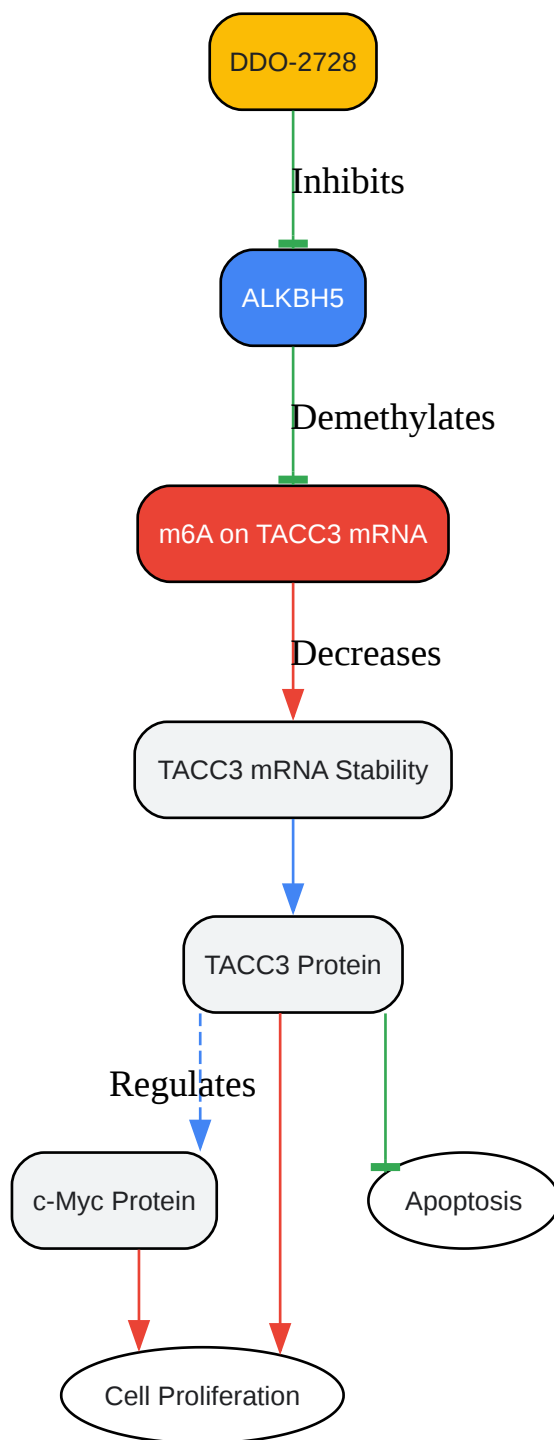 DDO-2728
Inhibits
ALKBH5
Demethylates
m6A on TACC3 mRNA
Decreases
TACC3 mRNA Stability
TACC3 Protein
Regulates
c-Myc Protein
Apoptosis
Cell Proliferation